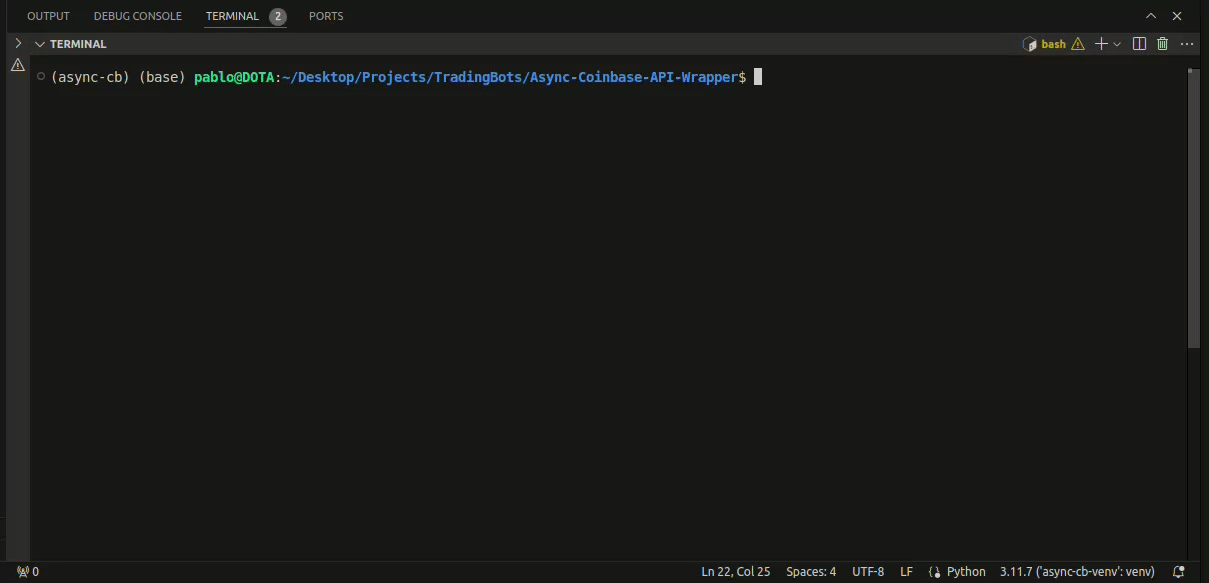 OUTPUT DEBUG CONSOLE TERMINAL 2 PORTS
TERMINAL bash
(async-cb) (base) pablo@DOTA:~/Desktop/Projects/TradingBots/Async-Coinbase-API-Wrapper$
0 Ln 22, Col 25 Spaces: 4 UTF-8 LF Python 3.11.7 ('async-cb-venv': venv)